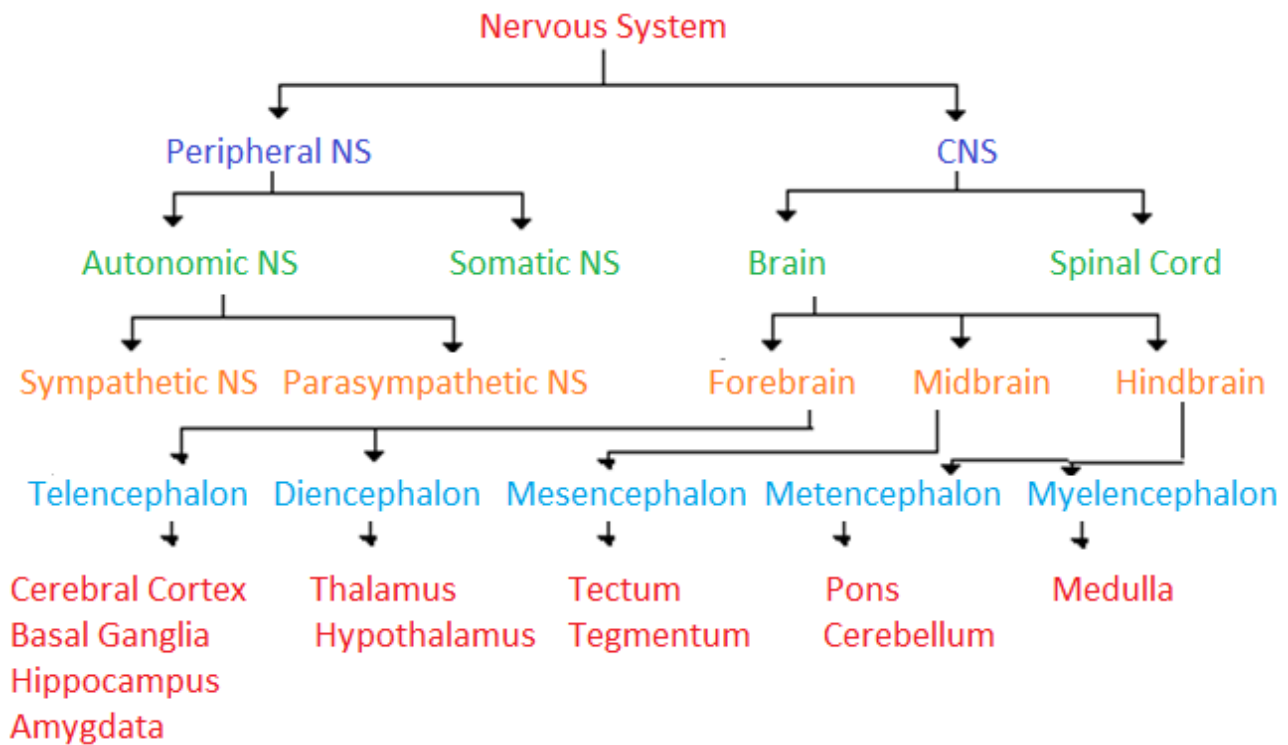 Nervous System
Peripheral NS CNS
Autonomic NS Somatic NS Brain Spinal Cord
Sympathetic NS Parasympathetic NS Forebrain Midbrain Hindbrain
Telencephalon Diencephalon Mesencephalon Metencephalon Myelencephalon
Cerebral Cortex Thalamus Tectum Pons Medulla
Basal Ganglia Hypothalamus Tegmentum Cerebellum
Hippocampus
Amygdata